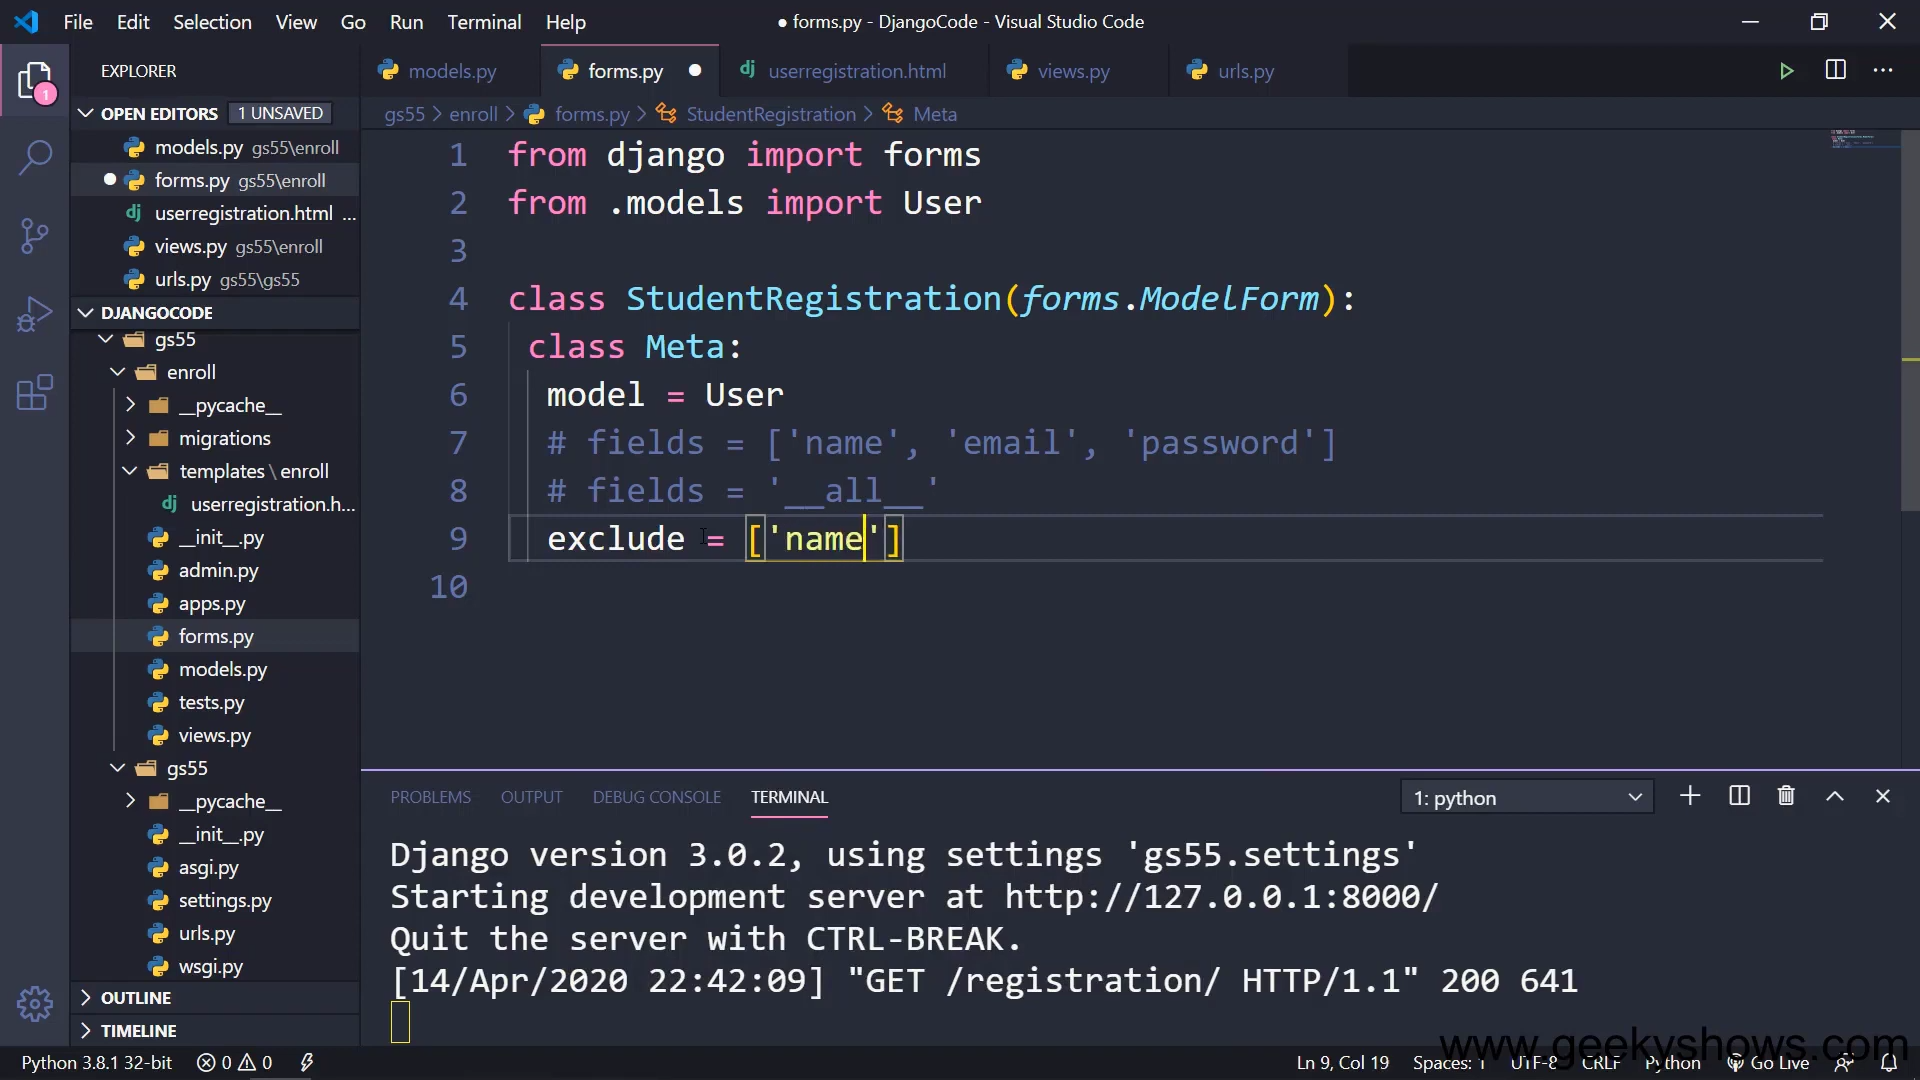 File Edit Selection View Go Run Terminal Help ● forms.py - DjangoCode - Visual Studio Code
EXPLORER
1
OPEN EDITORS 1 UNSAVED
models.py gs55\enroll
forms.py gs55\enroll
userregistration.html ...
views.py gs55\enroll
urls.py gs55\gs55
DJANGOCODE
gs55
enroll
__pycache__
migrations
templates \ enroll
userregistration.h...
__init__.py
admin.py
apps.py
forms.py
models.py
tests.py
views.py
gs55
__pycache__
__init__.py
asgi.py
settings.py
urls.py
wsgi.py
OUTLINE
TIMELINE
models.py forms.py userregistration.html views.py urls.py
gs55 > enroll > forms.py > StudentRegistration > Meta
1 from django import forms
2 from .models import User
3
4 class StudentRegistration(forms.ModelForm):
5 class Meta:
6 model = User
7 # fields = ['name', 'email', 'password']
8 # fields = '__all__'
9 exclude = ['name']
10
PROBLEMS OUTPUT DEBUG CONSOLE TERMINAL 1: python
Django version 3.0.2, using settings 'gs55.settings'
Starting development server at http://127.0.0.1:8000/
Quit the server with CTRL-BREAK.
[14/Apr/2020 22:42:09] "GET /registration/ HTTP/1.1" 200 641
www.geekyshows.com
Python 3.8.1 32-bit 0 0 Ln 9, Col 19 Spaces: 1 UTF-8 CRLF Python Go Live